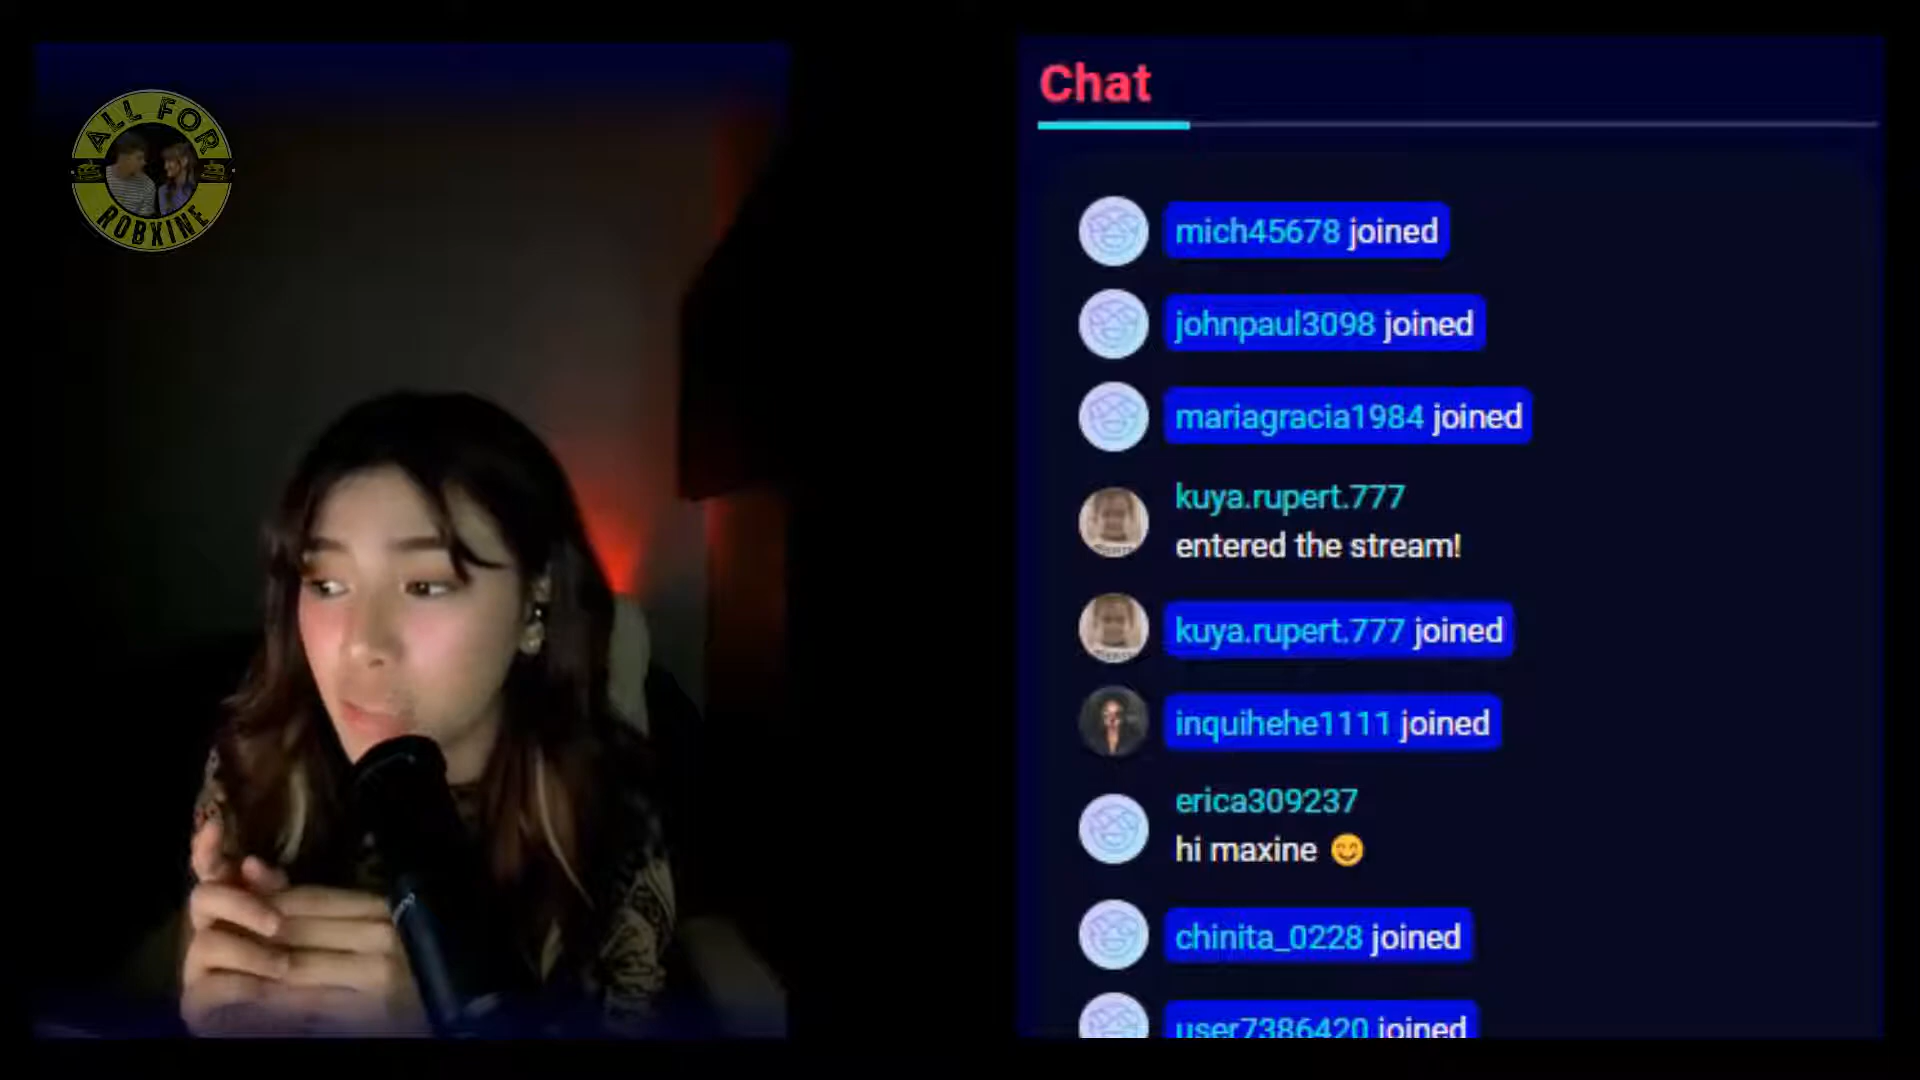 ALL FOR
ROBXINE
Chat
mich45678 joined
johnpaul3098 joined
mariagracia1984 joined
kuya.rupert.777
entered the stream!
kuya.rupert.777 joined
inquihehe1111 joined
erica309237
hi maxine 😊
chinita_0228 joined
user7386420 joined